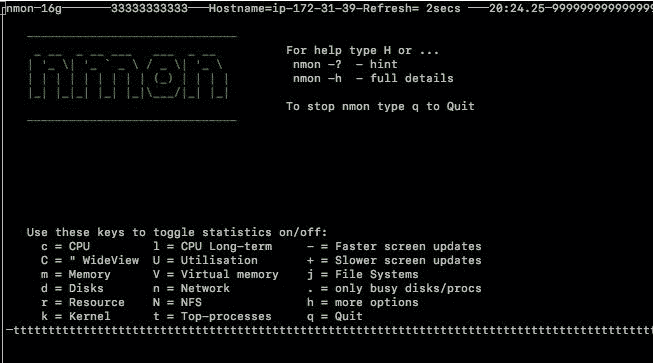 nmon-16g———————33333333333———Hostname=ip-172-31-39-Refresh= 2secs ———20:24.25-999999999999999
nmon
For help type H or ...
nmon -? - hint
nmon -h - full details
To stop nmon type q to Quit
Use these keys to toggle statistics on/off:
c = CPU l = CPU Long-term - = Faster screen updates
C = " WideView U = Utilisation + = Slower screen updates
m = Memory V = Virtual memory j = File Systems
d = Disks n = Network . = only busy disks/procs
r = Resource N = NFS h = more options
k = Kernel t = Top-processes q = Quit